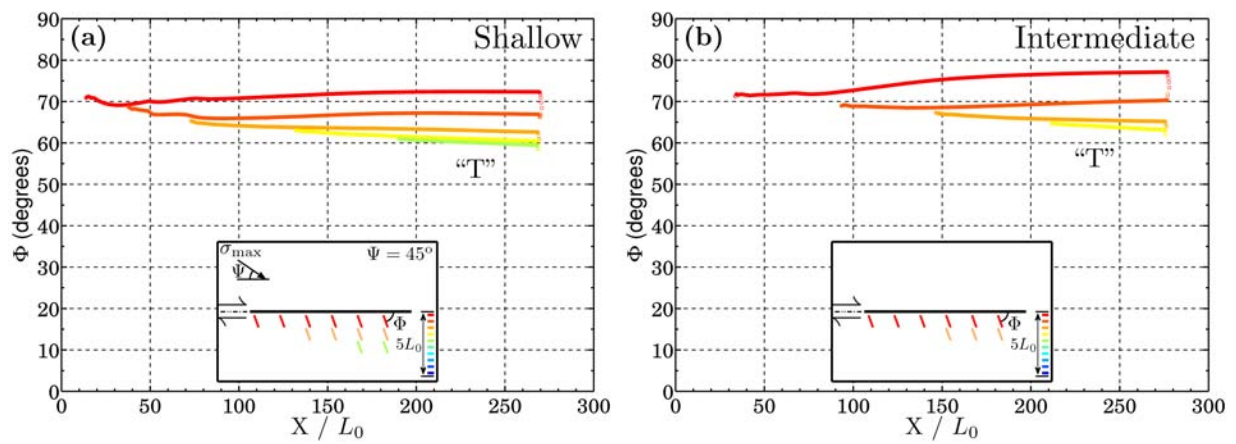 (a) Shallow
90
80
70
60
50
40
30
20
10
0
Φ (degrees)
“T”
σmax
Ψ
Ψ = 45°
Φ
5L0
0 50 100 150 200 250 300
X / L0
(b) Intermediate
90
80
70
60
50
40
30
20
10
0
Φ (degrees)
“T”
Φ
5L0
0 50 100 150 200 250 300
X / L0